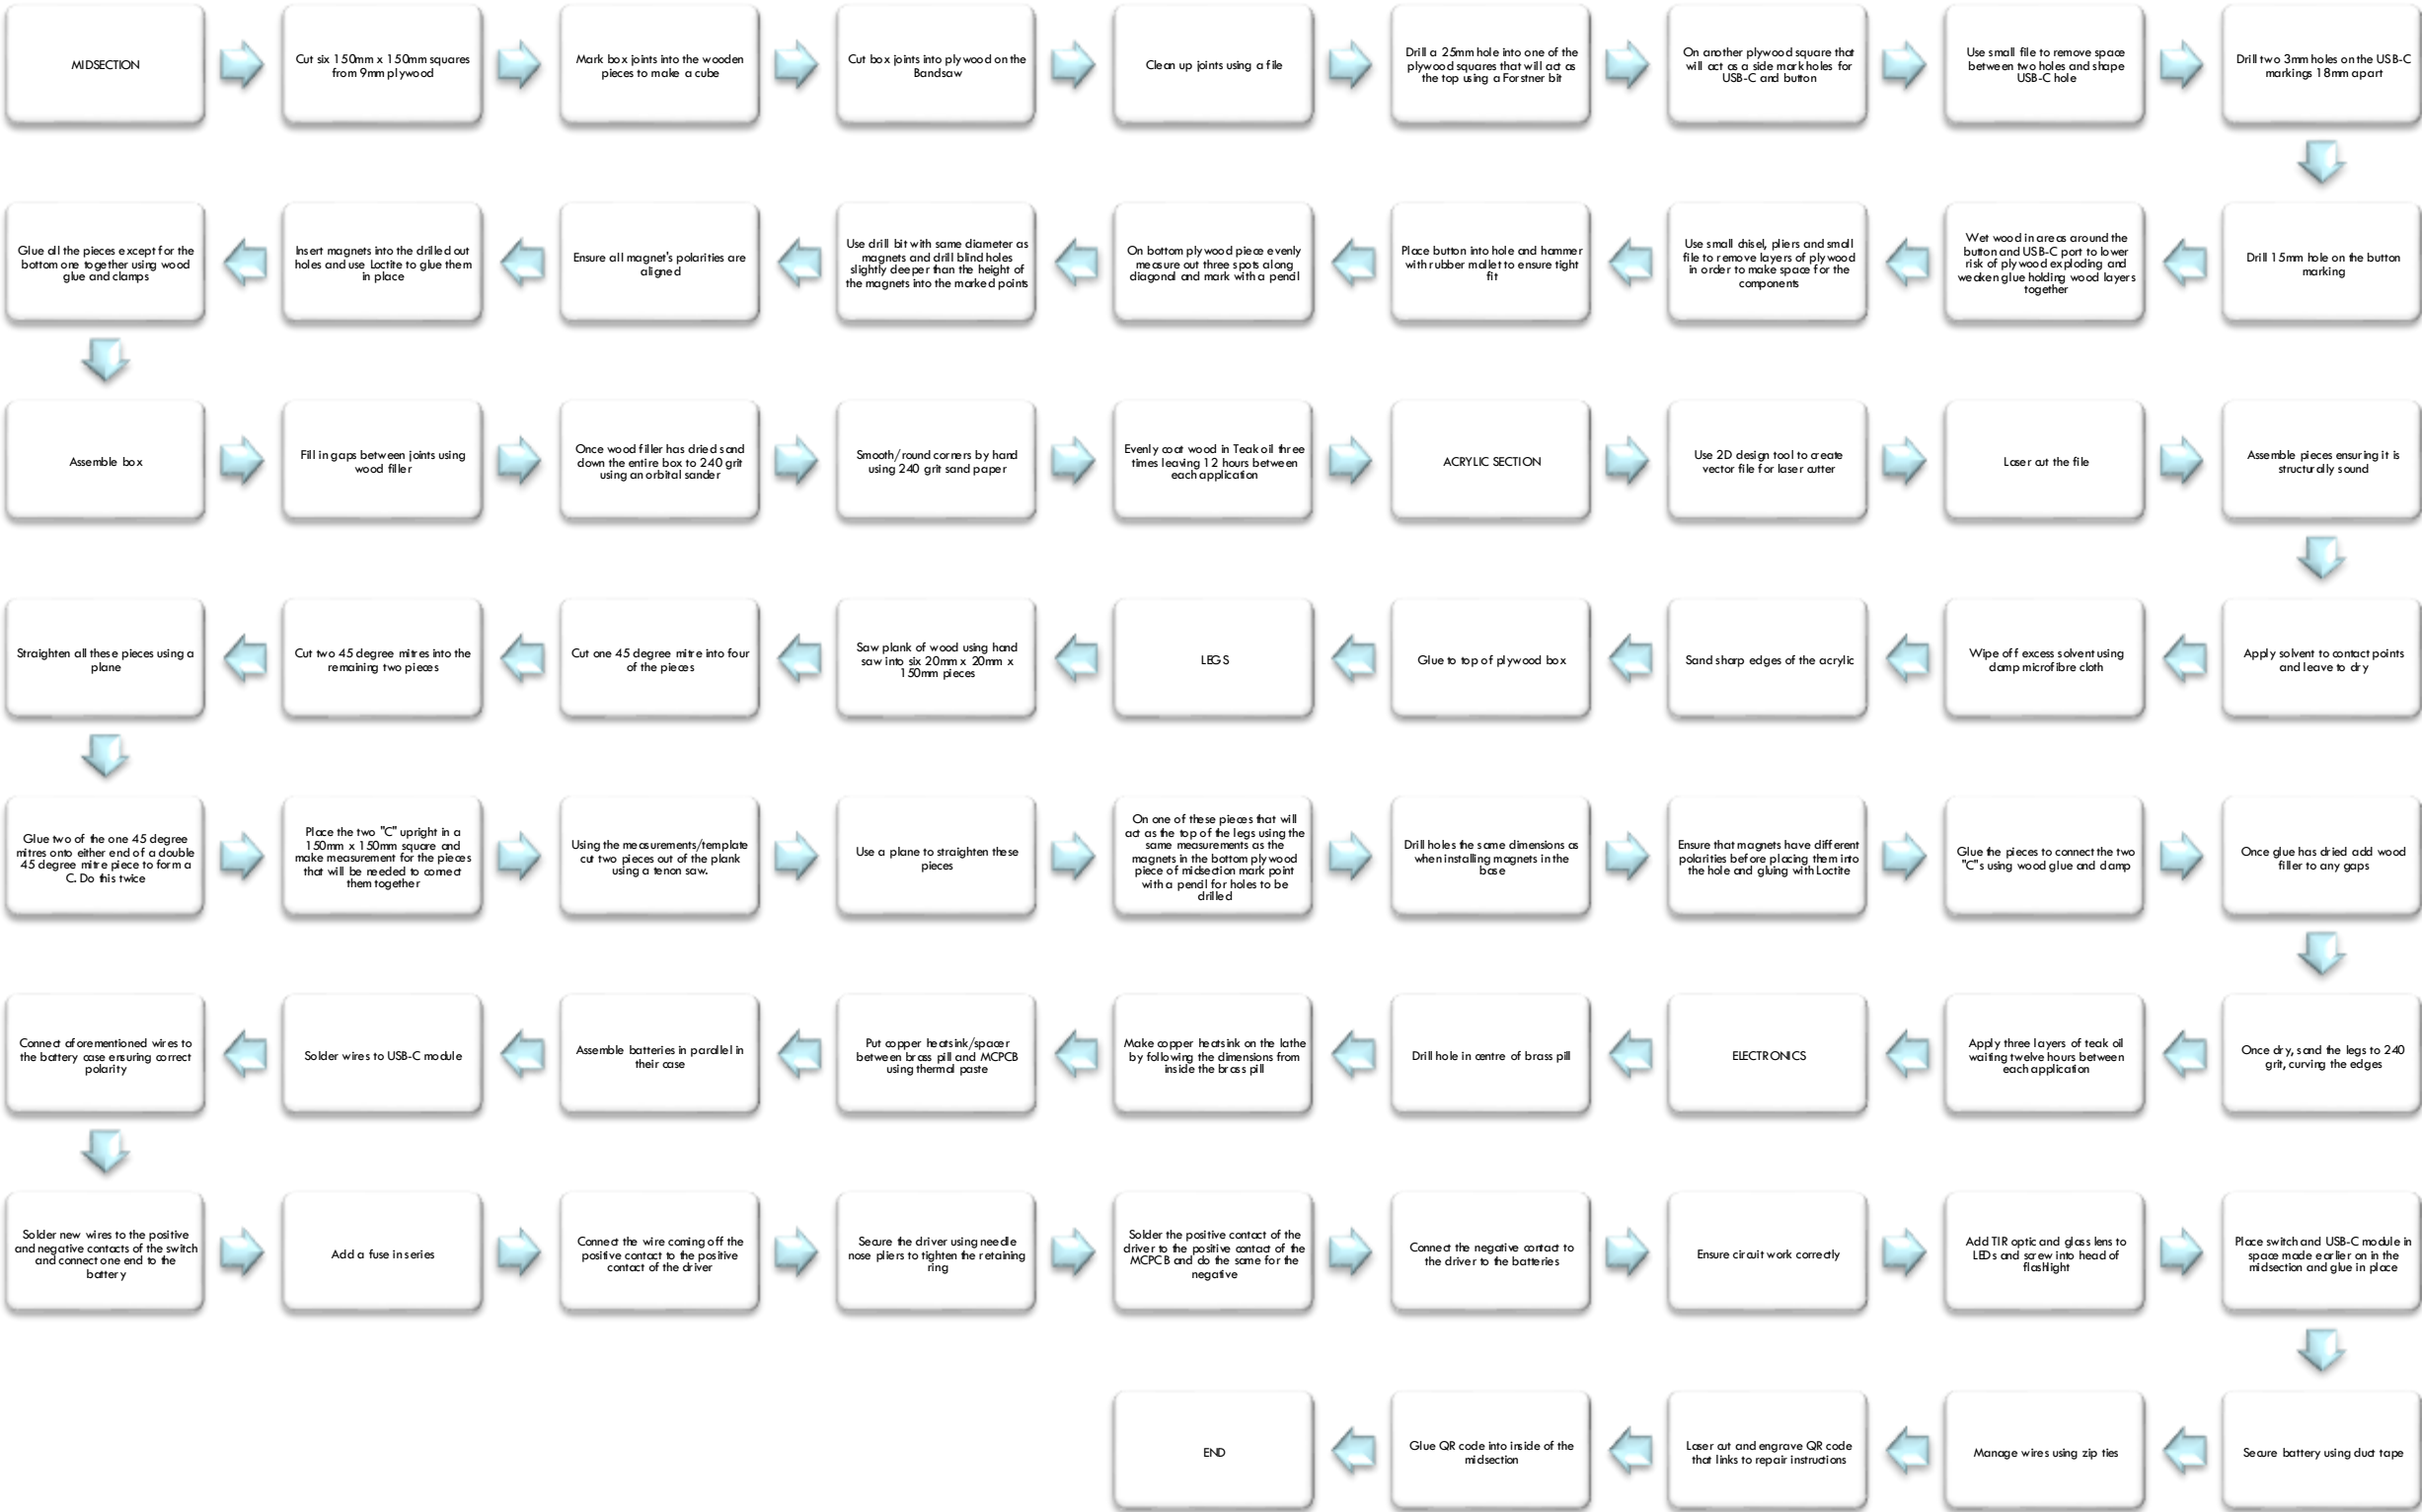 MIDSECTION
Cut six 150mm x 150mm squares
from 9mm plywood
Mark box joints into the wooden
pieces to make a cube
Cut box joints into plywood on the
Bandsaw
Clean up joints using a file
Drill a 25mm hole into one of the
plywood squares that will act as
the top using a Forstner bit
On another plywood square that
will act as a side mark holes for
USB-C and button
Use small file to remove space
between two holes and shape
USB-C hole
Drill two 3mm holes on the USB-C
markings 18mm apart
Drill 15mm hole on the button
marking
Wet wood in areas around the
button and USB-C port to lower
risk of plywood exploding and
weaken glue holding wood layers
together
Use small chisel, pliers and small
file to remove layers of plywood
in order to make space for the
components
Place button into hole and hammer
with rubber mallet to ensure tight
fit
On bottom plywood piece evenly
measure out three spots along
diagonal and mark with a pencil
Use drill bit with same diameter as
magnets and drill blind holes
slightly deeper than the height of
the magnets into the marked points
Ensure all magnet's polarities are
aligned
Insert magnets into the drilled out
holes and use Loctite to glue them
in place
Glue all the pieces except for the
bottom one together using wood
glue and clamps
Assemble box
Fill in gaps between joints using
wood filler
Once wood filler has dried sand
down the entire box to 240 grit
using an orbital sander
Smooth/round corners by hand
using 240 grit sand paper
Evenly coat wood in Teak oil three
times leaving 12 hours between
each application
ACRYLIC SECTION
Use 2D design tool to create
vector file for laser cutter
Laser cut the file
Assemble pieces ensuring it is
structurally sound
Apply solvent to contact points
and leave to dry
Wipe off excess solvent using
damp microfibre cloth
Sand sharp edges of the acrylic
Glue to top of plywood box
LEGS
Saw plank of wood using hand
saw into six 20mm x 20mm x
150mm pieces
Cut one 45 degree mitre into four
of the pieces
Cut two 45 degree mitres into the
remaining two pieces
Straighten all these pieces using a
plane
Glue two of the one 45 degree
mitres onto either end of a double
45 degree mitre piece to form a
C. Do this twice
Place the two "C" upright in a
150mm x 150mm square and
make measurement for the pieces
that will be needed to connect
them together
Using the measurements/template
cut two pieces out of the plank
using a tenon saw.
Use a plane to straighten these
pieces
On one of these pieces that will
act as the top of the legs using the
same measurements as the
magnets in the bottom plywood
piece of midsection mark point
with a pencil for holes to be
drilled
Drill holes the same dimensions as
when installing magnets in the
base
Ensure that magnets have different
polarities before placing them into
the hole and gluing with Loctite
Glue the pieces to connect the two
"C"s using wood glue and clamp
Once glue has dried add wood
filler to any gaps
Once dry, sand the legs to 240
grit, curving the edges
Apply three layers of teak oil
waiting twelve hours between
each application
ELECTRONICS
Drill hole in centre of brass pill
Make copper heatsink on the lathe
by following the dimensions from
inside the brass pill
Put copper heatsink/spacer
between brass pill and MCPCB
using thermal paste
Assemble batteries in parallel in
their case
Solder wires to USB-C module
Connect aforementioned wires to
the battery case ensuring correct
polarity
Solder new wires to the positive
and negative contacts of the switch
and connect one end to the
battery
Add a fuse in series
Connect the wire coming off the
positive contact to the positive
contact of the driver
Secure the driver using needle
nose pliers to tighten the retaining
ring
Solder the positive contact of the
driver to the positive contact of the
MCPCB and do the same for the
negative
Connect the negative contact to
the driver to the batteries
Ensure circuit work correctly
Add TIR optic and glass lens to
LEDs and screw into head of
flashlight
Place switch and USB-C module in
space made earlier on in the
midsection and glue in place
Secure battery using duct tape
Manage wires using zip ties
Laser cut and engrave QR code
that links to repair instructions
Glue QR code into inside of the
midsection
END